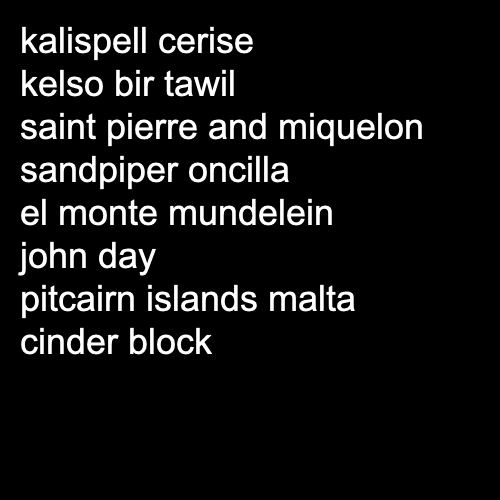 kalispell cerise
kelso bir tawil
saint pierre and miquelon
sandpiper oncilla
el monte mundelein
john day
pitcairn islands malta
cinder block